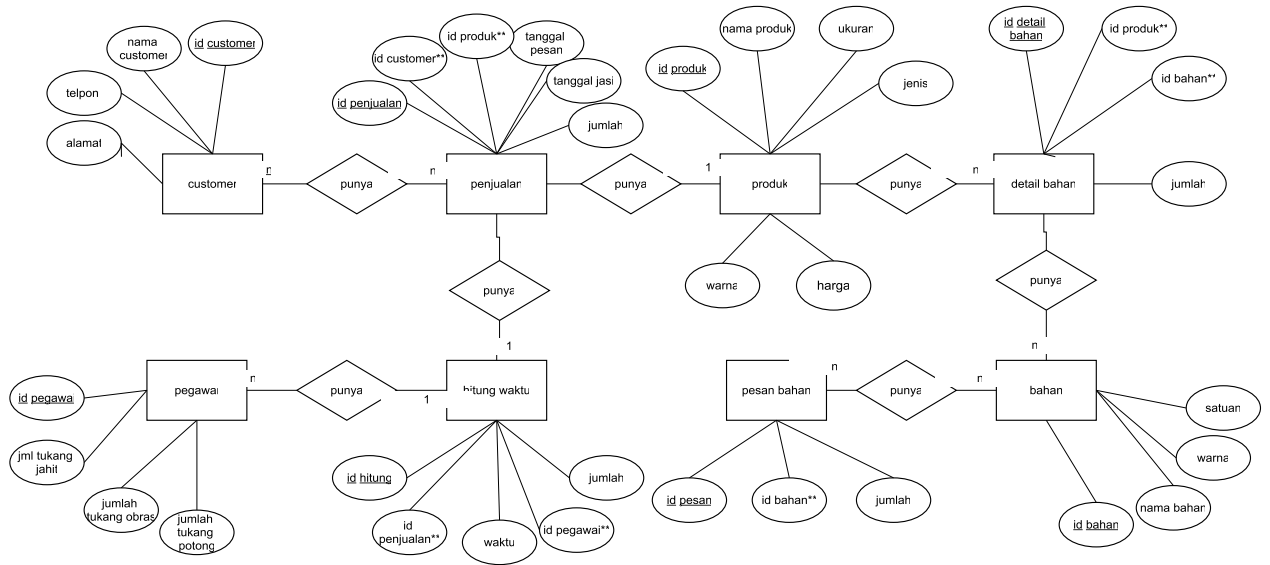 nama
customer
id customer
telpon
alamat
id customer**
id produk**
tanggal
pesan
tanggal jasi
id penjualan
jumlah
nama produk
ukuran
id produk
jenis
id detail
bahan
id produk**
id bahan**
jumlah
customer
n
punya
n
penjualan
punya
1
produk
punya
n
detail bahan
warna
harga
punya
1
punya
n
pegawai
n
punya
1
hitung waktu
pesan bahan
n
punya
n
bahan
id pegawai
jml tukang
jahit
jumlah
tukang obras
jumlah
tukang
potong
id hitung
id
penjualan**
waktu
id pegawai**
jumlah
id pesan
id bahan**
jumlah
satuan
warna
nama bahan
id bahan